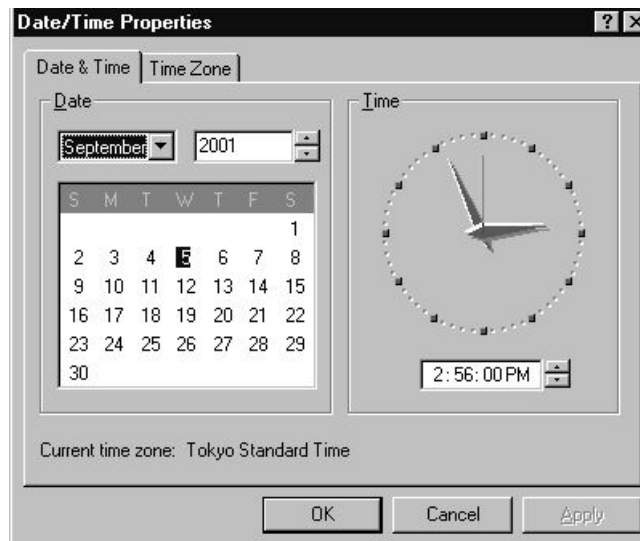 Date/Time Properties
Date & Time Time Zone
Date
September 2001
S M T W T F S
1
2 3 4 5 6 7 8
9 10 11 12 13 14 15
16 17 18 19 20 21 22
23 24 25 26 27 28 29
30
Time
2:56:00 PM
Current time zone: Tokyo Standard Time
OK Cancel Apply